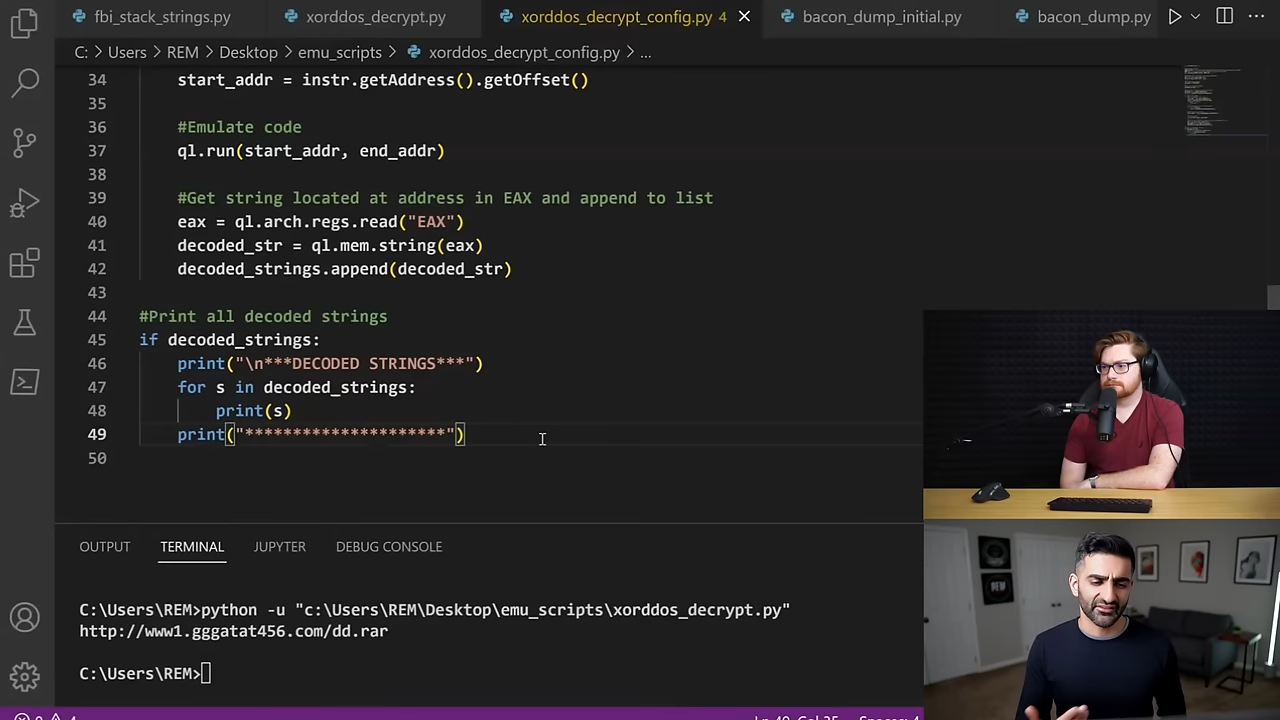 fbi_stack_strings.py xorddos_decrypt.py xorddos_decrypt_config.py 4 bacon_dump_initial.py bacon_dump.py
C: > Users > REM > Desktop > emu_scripts > xorddos_decrypt_config.py > ...
34 start_addr = instr.getAddress().getOffset()
35
36 #Emulate code
37 ql.run(start_addr, end_addr)
38
39 #Get string located at address in EAX and append to list
40 eax = ql.arch.regs.read("EAX")
41 decoded_str = ql.mem.string(eax)
42 decoded_strings.append(decoded_str)
43
44 #Print all decoded strings
45 if decoded_strings:
46 print("\n***DECODED STRINGS***")
47 for s in decoded_strings:
48 print(s)
49 print("*********************")
50
OUTPUT TERMINAL JUPYTER DEBUG CONSOLE
C:\Users\REM>python -u "c:\Users\REM\Desktop\emu_scripts\xorddos_decrypt.py"
http://www1.gggatat456.com/dd.rar
C:\Users\REM>